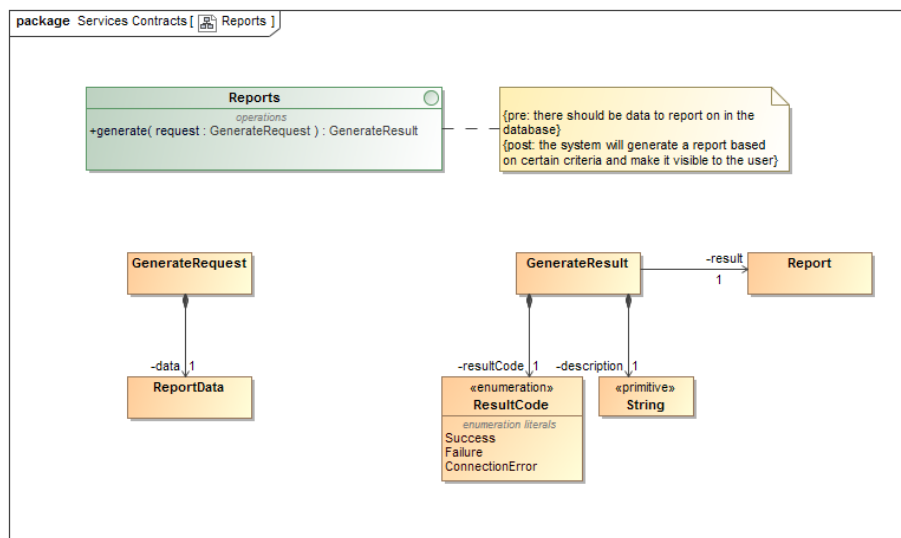 package Services Contracts [ Reports ]
Reports
operations
+generate( request : GenerateRequest ) : GenerateResult
{pre: there should be data to report on in the
database}
{post: the system will generate a report based
on certain criteria and make it visible to the user}
GenerateRequest
GenerateResult
-result
1
Report
-data
1
-resultCode
1
-description
1
ReportData
«enumeration»
ResultCode
enumeration literals
Success
Failure
ConnectionError
«primitive»
String